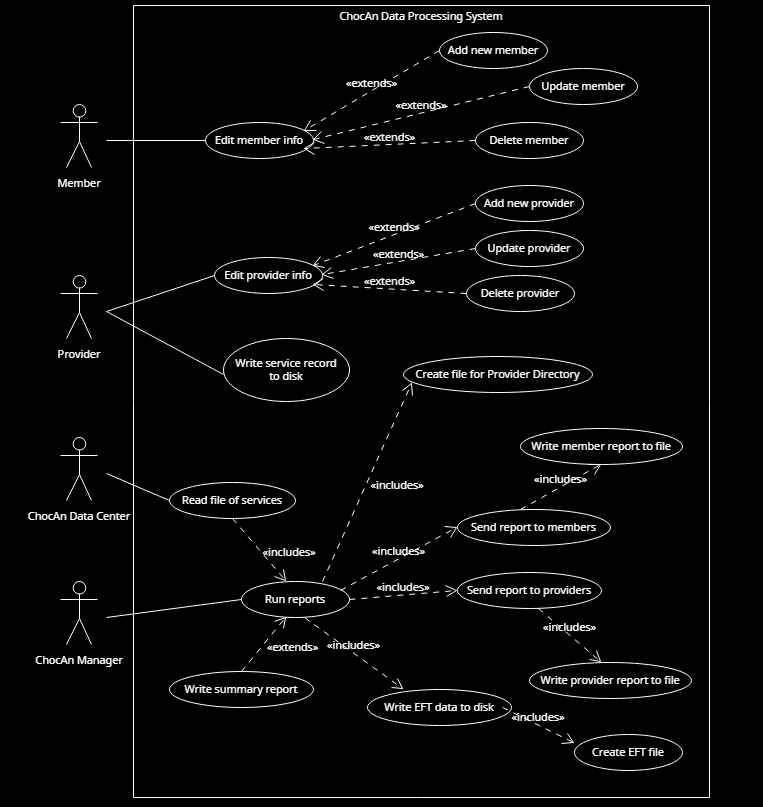 ChocAn Data Processing System
Add new member
«extends»
Update member
«extends»
Member
Edit member info
«extends»
Delete member
Add new provider
«extends»
Update provider
«extends»
Edit provider info
«extends»
Delete provider
Provider
Write service record
to disk
Create file for Provider Directory
Write member report to file
«includes»
«includes»
ChocAn Data Center
Read file of services
Send report to members
«includes»
«includes»
«includes»
Send report to providers
ChocAn Manager
Run reports
«includes»
«extends»
«includes»
Write provider report to file
Write summary report
Write EFT data to disk
«includes»
Create EFT file